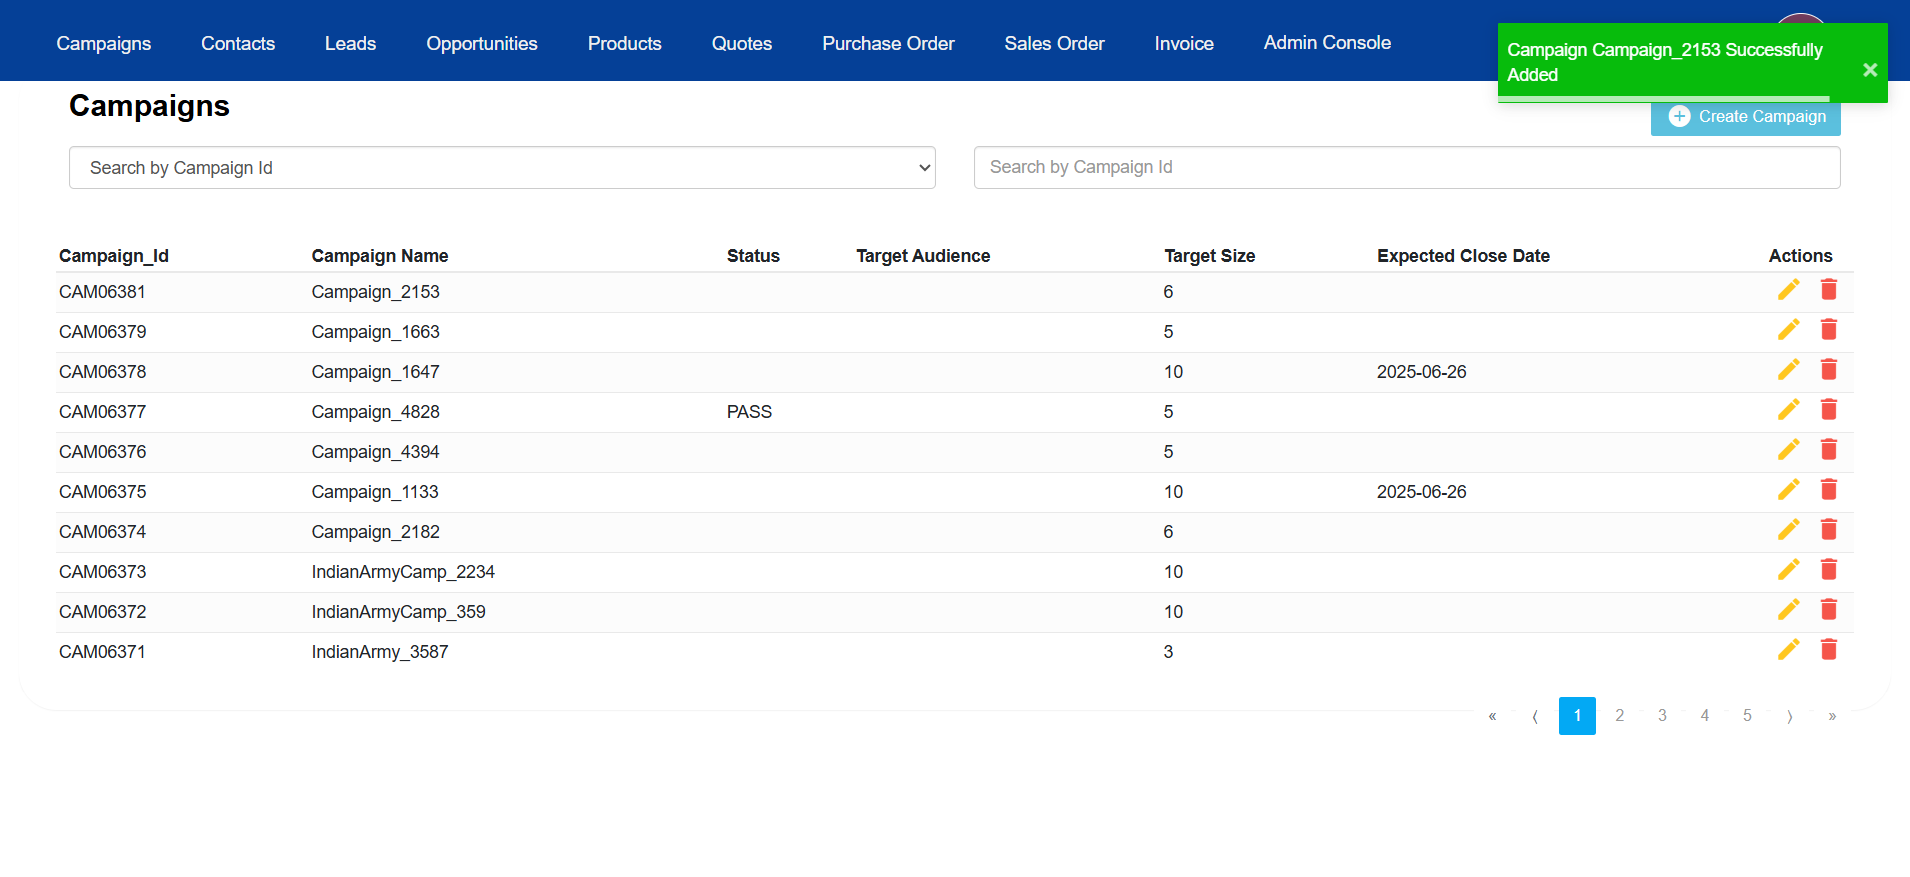 Campaigns Contacts Leads Opportunities Products Quotes Purchase Order Sales Order Invoice Admin Console
Campaign Campaign_2153 Successfully
Added
×
Campaigns
Create Campaign
Search by Campaign Id
Search by Campaign Id
Campaign_Id Campaign Name Status Target Audience Target Size Expected Close Date Actions
CAM06381 Campaign_2153 6
CAM06379 Campaign_1663 5
CAM06378 Campaign_1647 10 2025-06-26
CAM06377 Campaign_4828 PASS 5
CAM06376 Campaign_4394 5
CAM06375 Campaign_1133 10 2025-06-26
CAM06374 Campaign_2182 6
CAM06373 IndianArmyCamp_2234 10
CAM06372 IndianArmyCamp_359 10
CAM06371 IndianArmy_3587 3
« ⟨ 1 2 3 4 5 ⟩ »